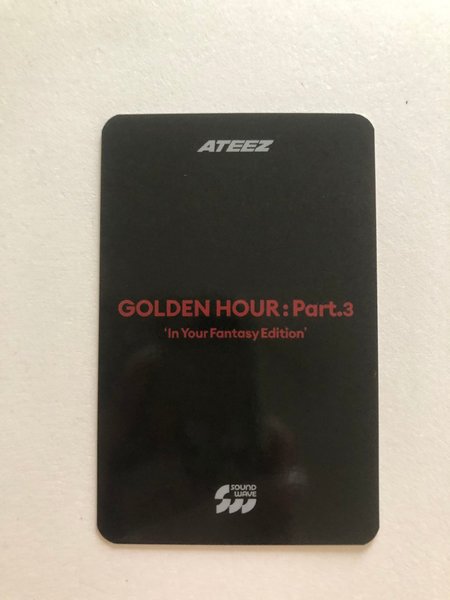 ATEEZ
GOLDEN HOUR : Part.3
'In Your Fantasy Edition'
SOUND
WAVE